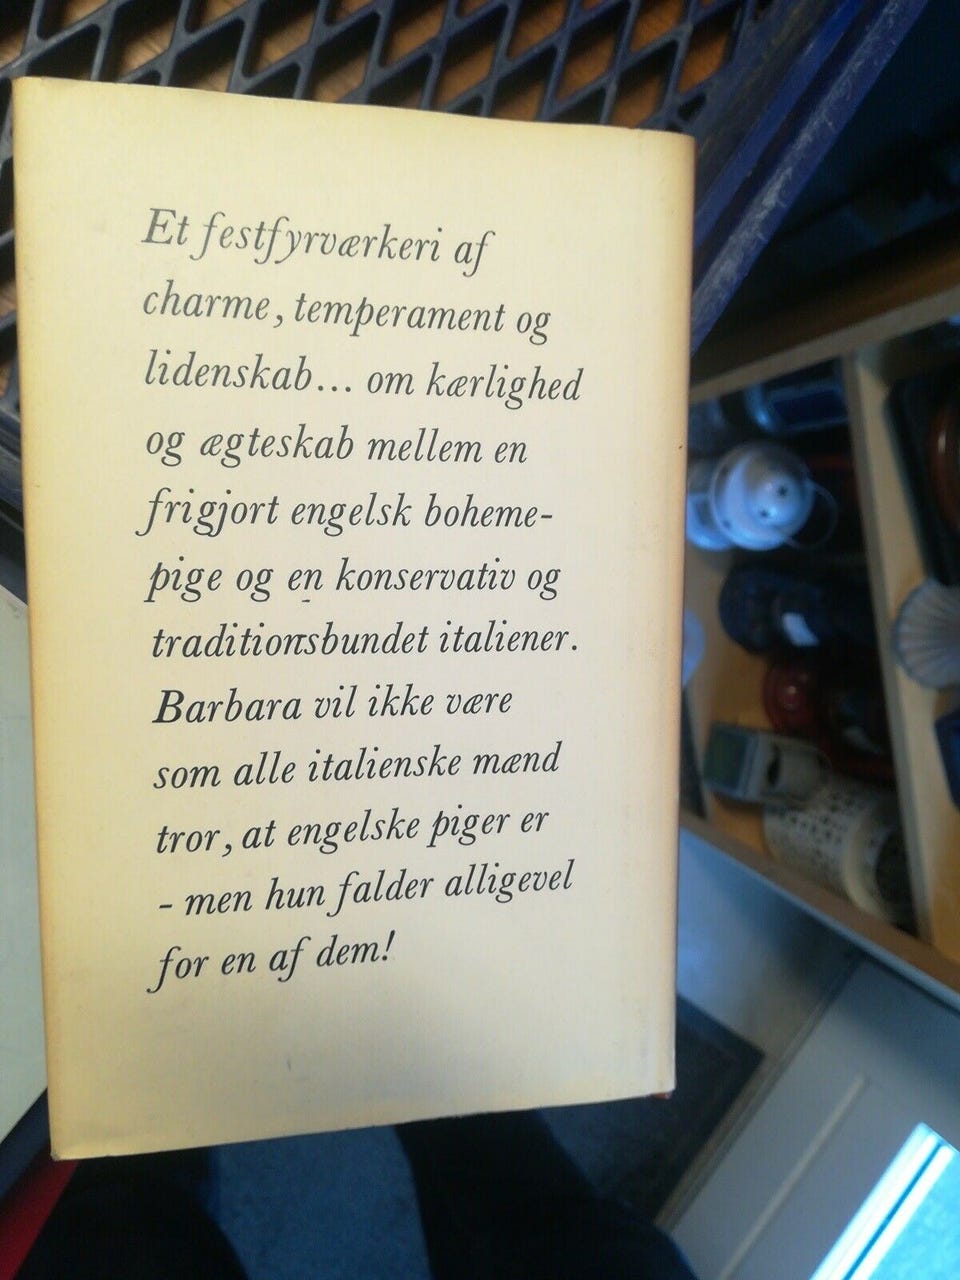 Et festfyrværkeri af
charme, temperament og
lidenskab... om kærlighed
og ægteskab mellem en
frigjort engelsk boheme-
pige og en konservativ og
traditionsbundet italiener.
Barbara vil ikke være
som alle italienske mænd
tror, at engelske piger er
- men hun falder alligevel
for en af dem!